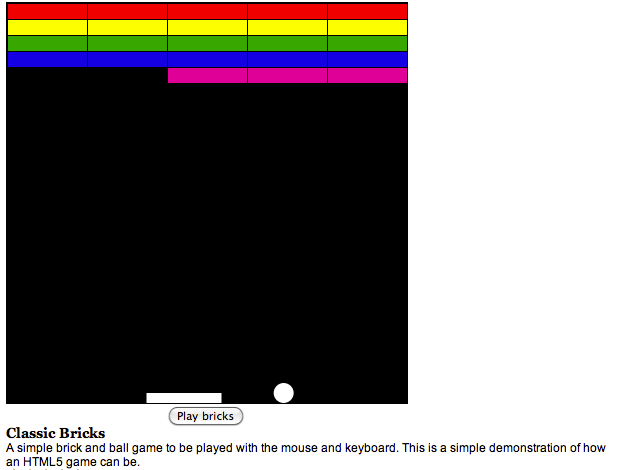 Play bricks
Classic Bricks
A simple brick and ball game to be played with the mouse and keyboard. This is a simple demonstration of how
an HTML5 game can be.